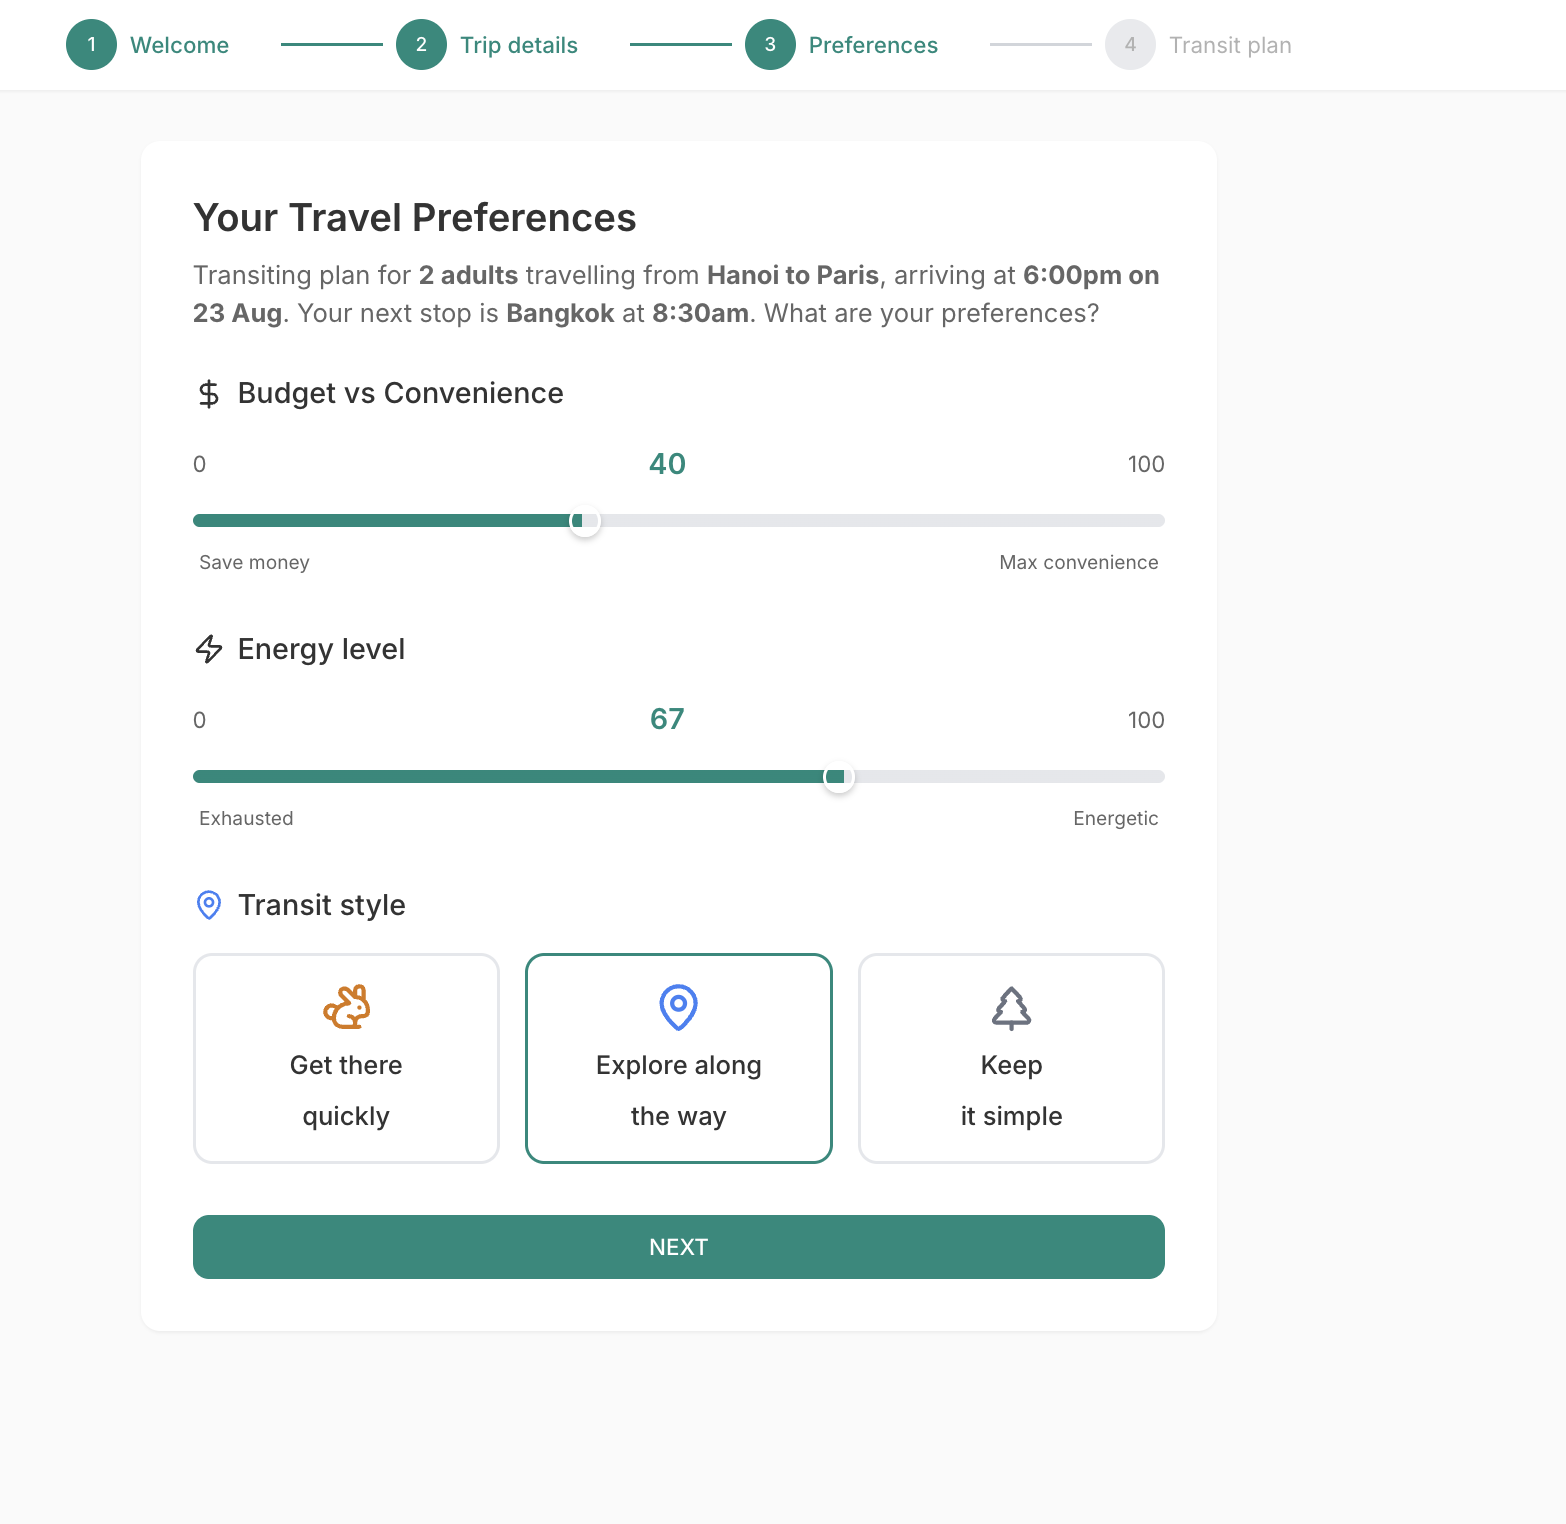 1 Welcome 2 Trip details 3 Preferences 4 Transit plan
Your Travel Preferences
Transiting plan for 2 adults travelling from Hanoi to Paris, arriving at 6:00pm on
23 Aug. Your next stop is Bangkok at 8:30am. What are your preferences?
Budget vs Convenience
0 40 100
Save money Max convenience
Energy level
0 67 100
Exhausted Energetic
Transit style
Get there
quickly
Explore along
the way
Keep
it simple
NEXT